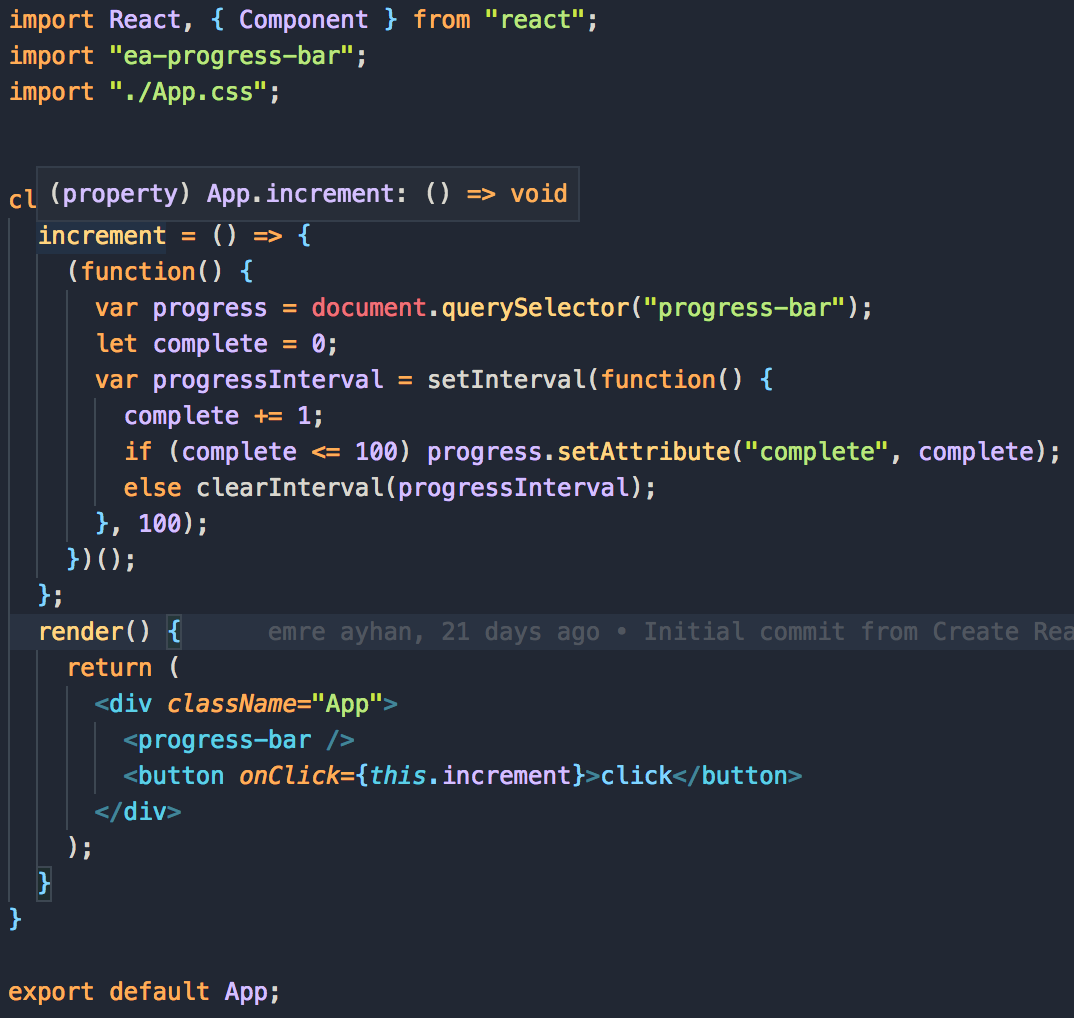 import React, { Component } from "react";
import "ea-progress-bar";
import "./App.css";
(property) App.increment: () => void
cl
increment = () => {
(function() {
var progress = document.querySelector("progress-bar");
let complete = 0;
var progressInterval = setInterval(function() {
complete += 1;
if (complete <= 100) progress.setAttribute("complete", complete);
else clearInterval(progressInterval);
}, 100);
})();
};
render() { emre ayhan, 21 days ago • Initial commit from Create Rea
return (
<div className="App">
<progress-bar />
<button onClick={this.increment}>click</button>
</div>
);
}
}
export default App;